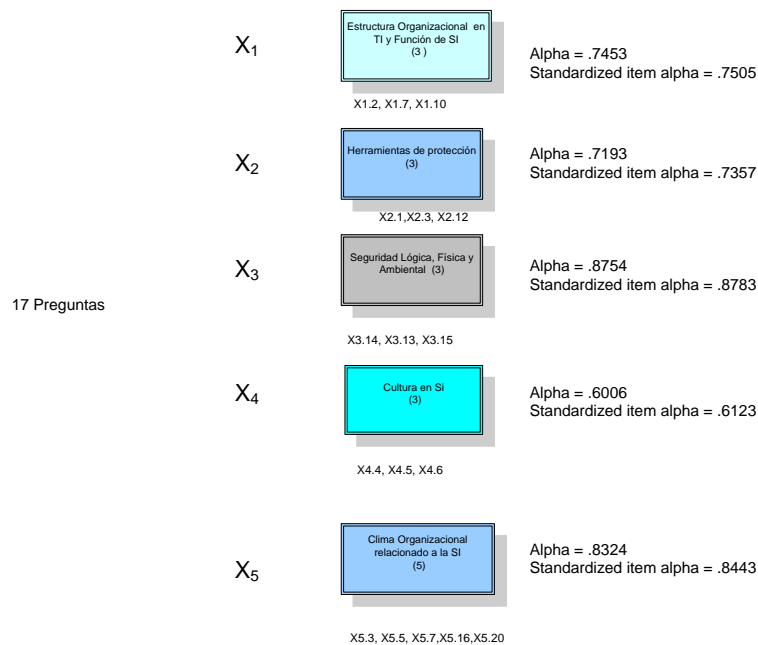 X1
Estructura Organizacional en
TI y Función de SI
(3 )
Alpha = .7453
Standardized item alpha = .7505
X1.2, X1.7, X1.10
X2
Herramientas de protección
(3)
Alpha = .7193
Standardized item alpha = .7357
X2.1,X2.3, X2.12
X3
Seguridad Lógica, Física y
Ambiental (3)
Alpha = .8754
Standardized item alpha = .8783
17 Preguntas
X3.14, X3.13, X3.15
X4
Cultura en Si
(3)
Alpha = .6006
Standardized item alpha = .6123
X4.4, X4.5, X4.6
X5
Clima Organizacional
relacionado a la SI
(5)
Alpha = .8324
Standardized item alpha = .8443
X5.3, X5.5, X5.7,X5.16,X5.20